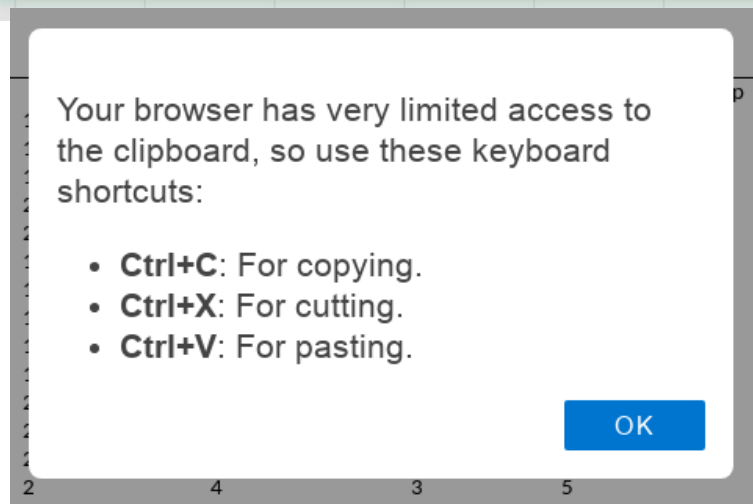 p
Your browser has very limited access to
the clipboard, so use these keyboard
shortcuts:
• Ctrl+C: For copying.
• Ctrl+X: For cutting.
• Ctrl+V: For pasting.
OK
2 4 3 5